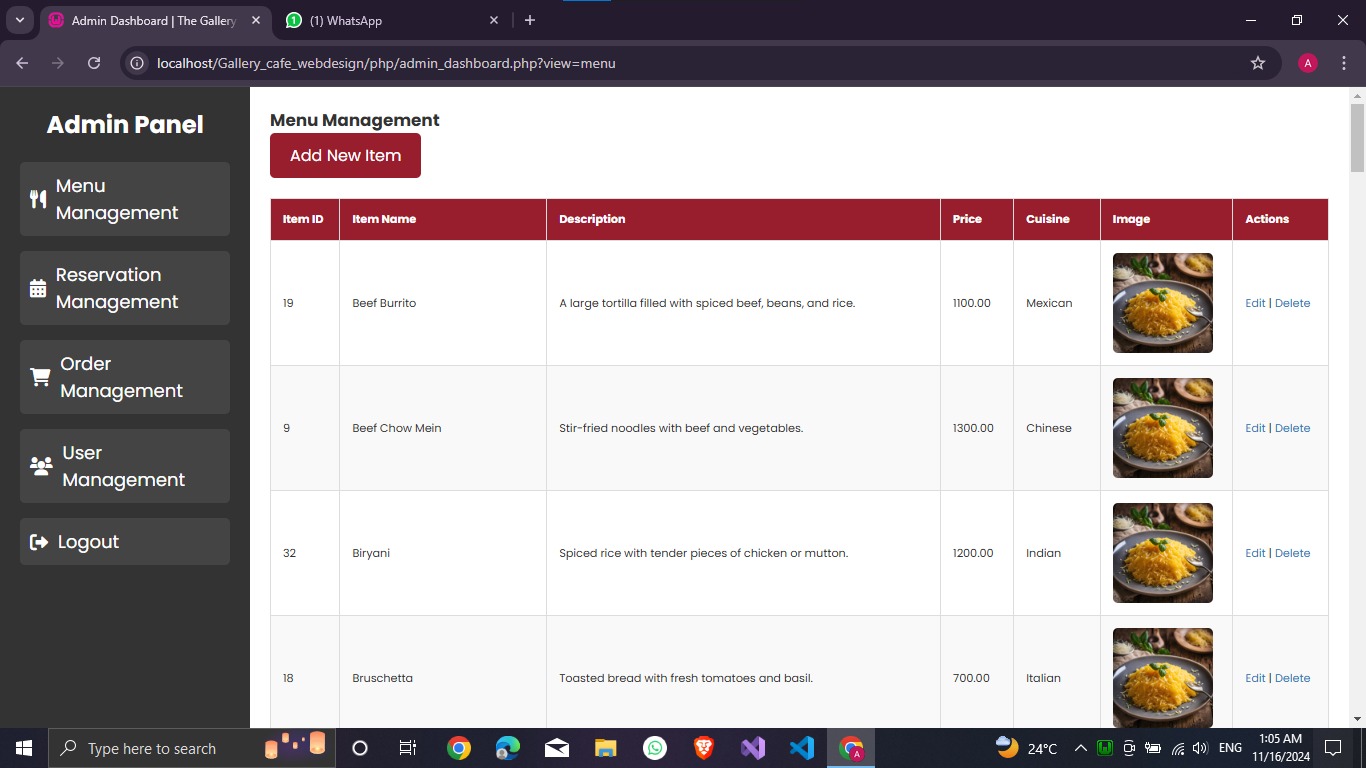 Admin Dashboard | The Gallery
(1) WhatsApp
localhost/Gallery_cafe_webdesign/php/admin_dashboard.php?view=menu
A
Admin Panel
Menu
Management
Reservation
Management
Order
Management
User
Management
Logout
Menu Management
Add New Item
Item ID Item Name Description Price Cuisine Image Actions
19 Beef Burrito A large tortilla filled with spiced beef, beans, and rice. 1100.00 Mexican Edit | Delete
9 Beef Chow Mein Stir-fried noodles with beef and vegetables. 1300.00 Chinese Edit | Delete
32 Biryani Spiced rice with tender pieces of chicken or mutton. 1200.00 Indian Edit | Delete
18 Bruschetta Toasted bread with fresh tomatoes and basil. 700.00 Italian Edit | Delete
Type here to search
24°C
ENG
1:05 AM
11/16/2024